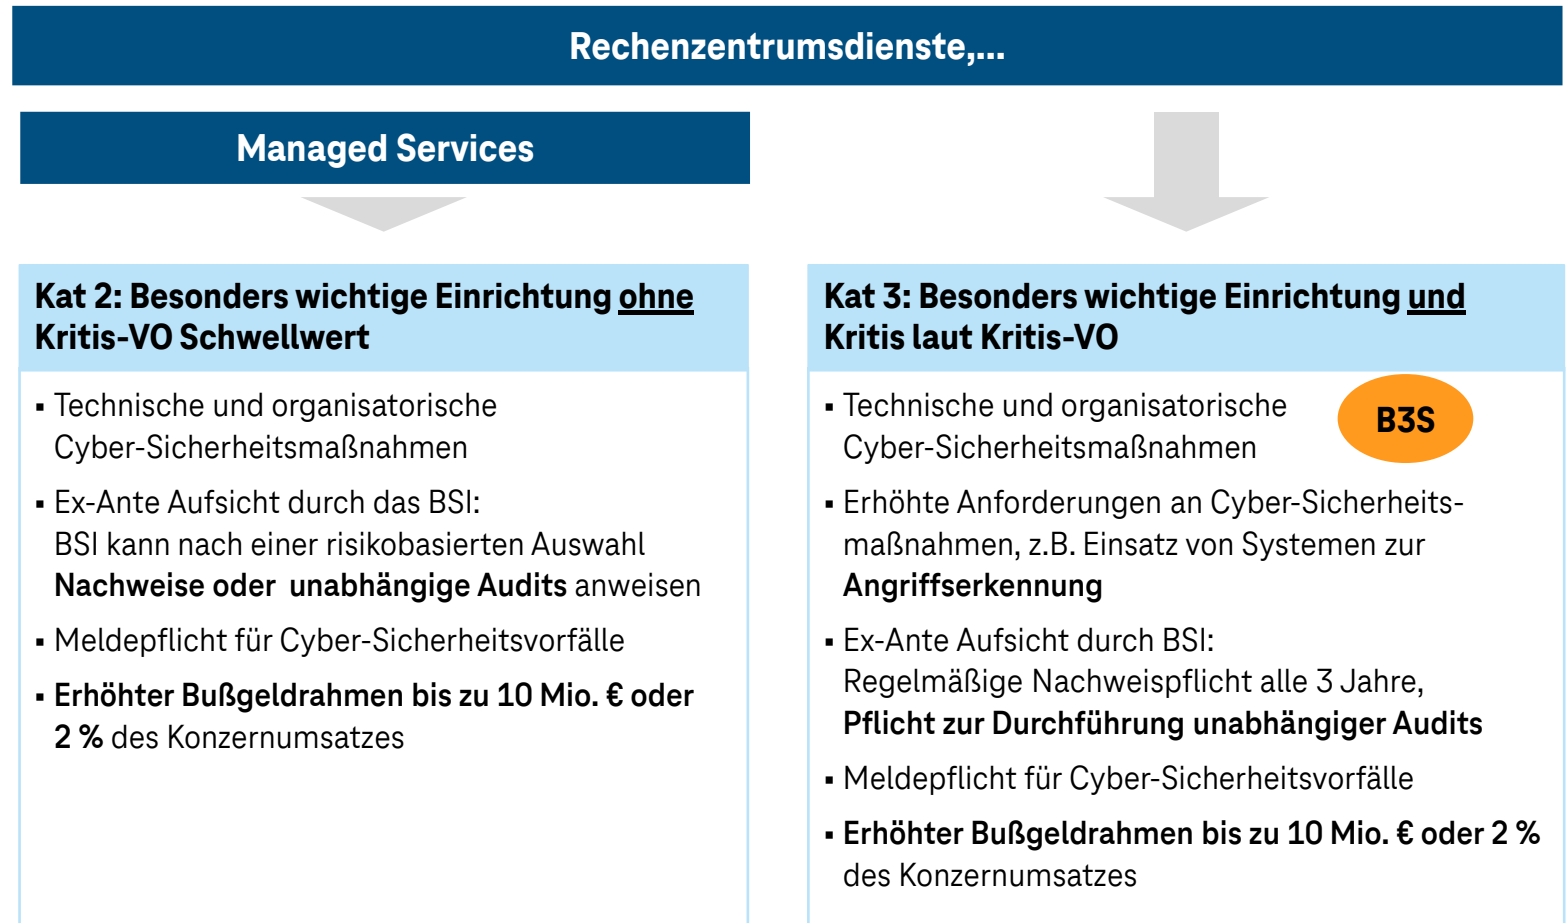 Rechenzentrumsdienste,...
Managed Services
Kat 2: Besonders wichtige Einrichtung ohne
Kritis-VO Schwellwert
▪ Technische und organisatorische
Cyber-Sicherheitsmaßnahmen
▪ Ex-Ante Aufsicht durch das BSI:
BSI kann nach einer risikobasierten Auswahl
Nachweise oder unabhängige Audits anweisen
▪ Meldepflicht für Cyber-Sicherheitsvorfälle
▪ Erhöhter Bußgeldrahmen bis zu 10 Mio. € oder
2 % des Konzernumsatzes
Kat 3: Besonders wichtige Einrichtung und
Kritis laut Kritis-VO
▪ Technische und organisatorische
Cyber-Sicherheitsmaßnahmen
B3S
▪ Erhöhte Anforderungen an Cyber-Sicherheits-
maßnahmen, z.B. Einsatz von Systemen zur
Angriffserkennung
▪ Ex-Ante Aufsicht durch BSI:
Regelmäßige Nachweispflicht alle 3 Jahre,
Pflicht zur Durchführung unabhängiger Audits
▪ Meldepflicht für Cyber-Sicherheitsvorfälle
▪ Erhöhter Bußgeldrahmen bis zu 10 Mio. € oder 2 %
des Konzernumsatzes